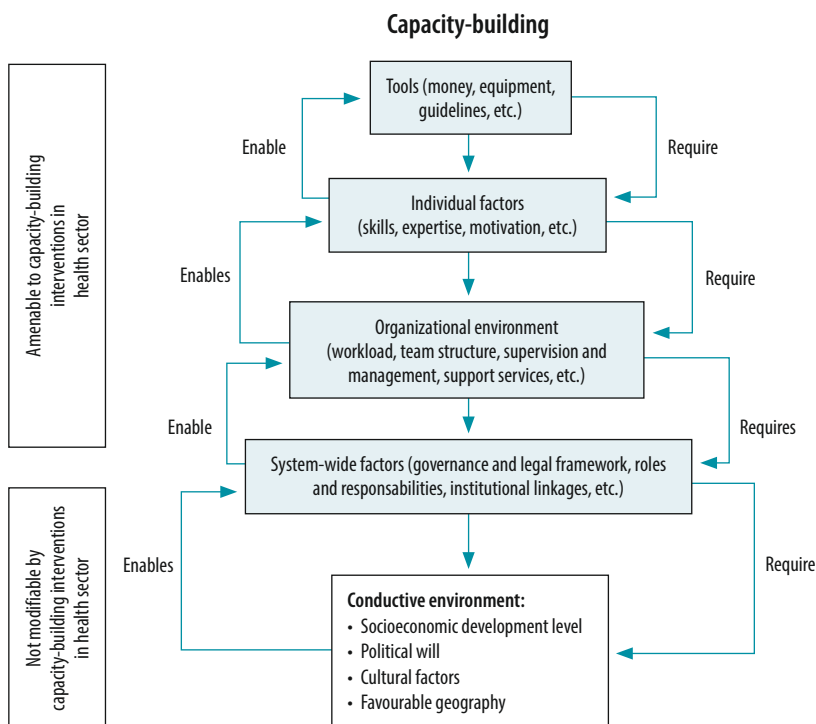 Capacity-building
Amenable to capacity-building
interventions in
health sector
Tools (money, equipment,
guidelines, etc.)
Enable
Require
Individual factors
(skills, expertise, motivation, etc.)
Enables
Require
Organizational environment
(workload, team structure, supervision and
management, support services, etc.)
Enable
Requires
System-wide factors (governance and legal framework, roles
and responsabilities, institutional linkages, etc.)
Not modifiable by
capacity-building interventions
in health sector
Enables
Require
Conductive environment:
• Socioeconomic development level
• Political will
• Cultural factors
• Favourable geography